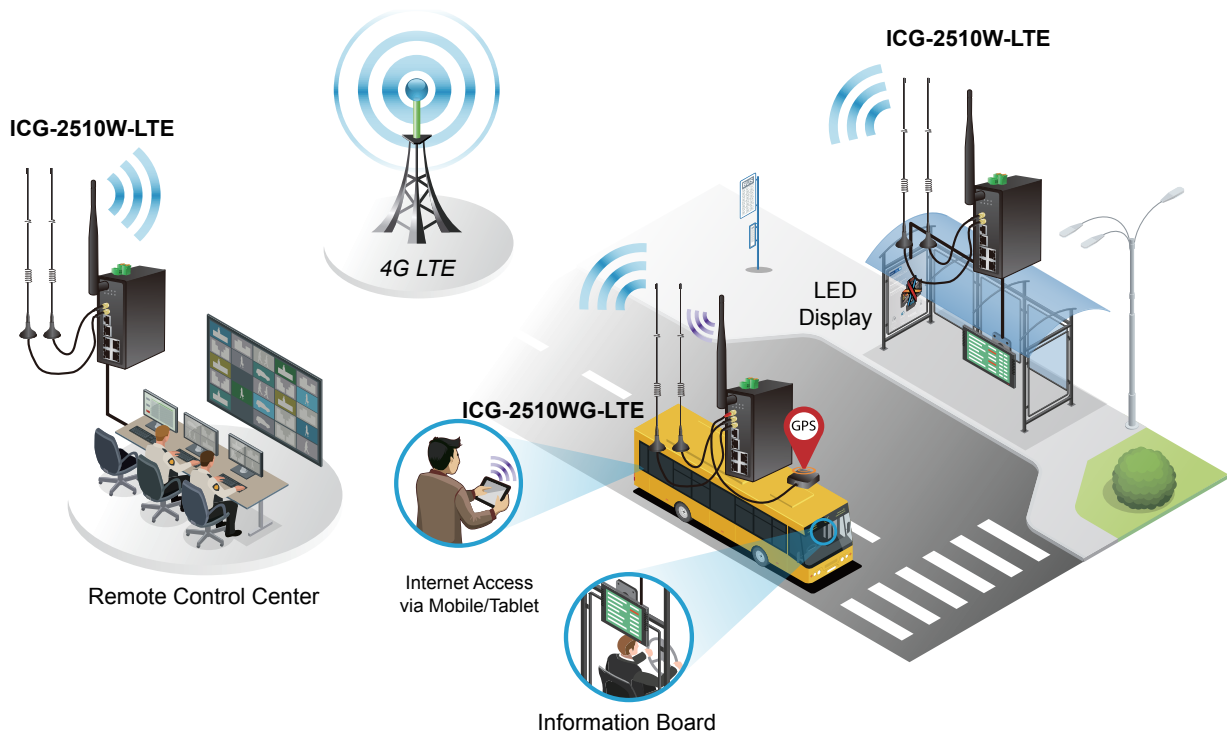 ICG-2510W-LTE
ICG-2510W-LTE
4G LTE
LED
Display
ICG-2510WG-LTE
GPS
Internet Access
via Mobile/Tablet
Remote Control Center
Information Board